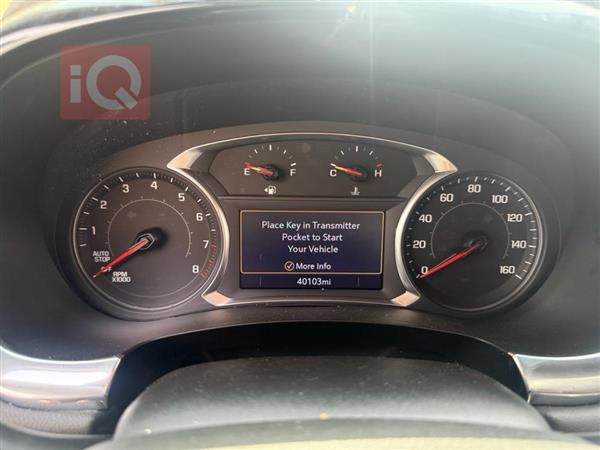 iQ
E F
C H
1 2 3 4 5 6 7 8
AUTO
STOP
OFF
RPM
x1000
Place Key in Transmitter
Pocket to Start
Your Vehicle
More Info
40103mi
0 20 40 60 80 100 120 140 160